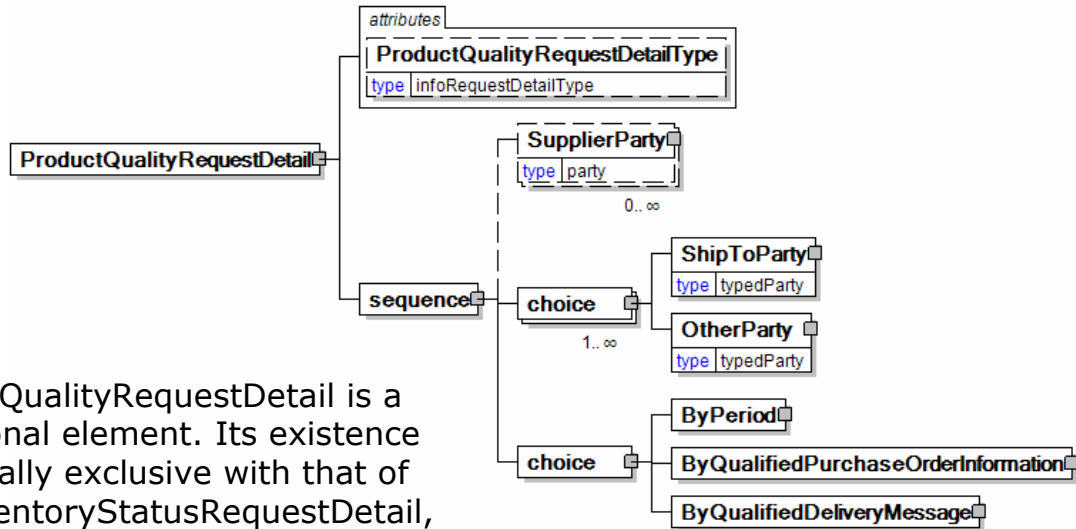 attributes
ProductQualityRequestDetailType
type infoRequestDetailType
SupplierParty
type party
0.. ∞
ProductQualityRequestDetail
sequence
choice
1.. ∞
ShipToParty
type typedParty
OtherParty
type typedParty
choice
ByPeriod
ByQualifiedPurchaseOrderInformation
ByQualifiedDeliveryMessage
QualityRequestDetail is a
onal element. Its existence
ally exclusive with that of
entoryStatusRequestDetail,